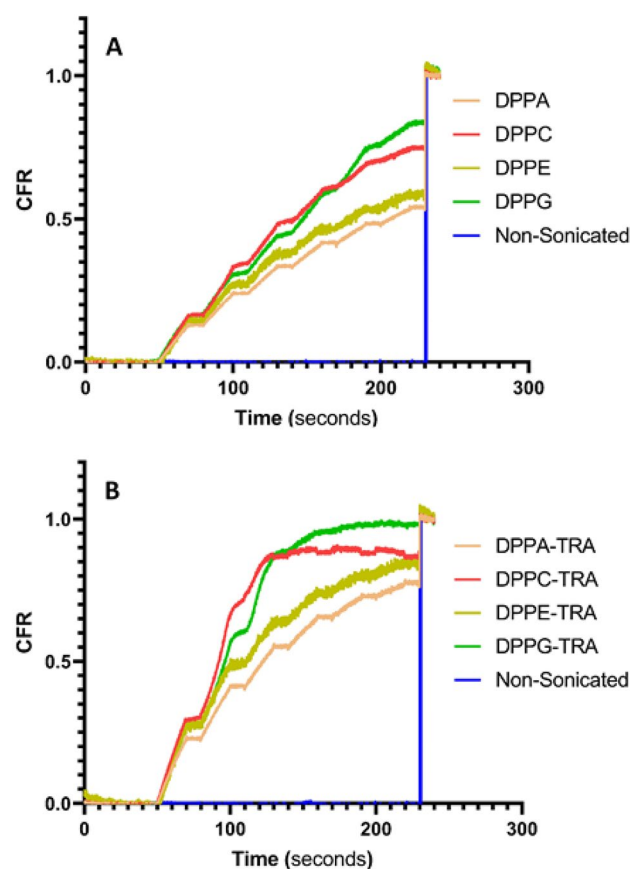 A
1.0
0.5
0.0
CFR
0 100 200 300
Time (seconds)
DPPA
DPPC
DPPE
DPPG
Non-Sonicated
B
1.0
0.5
0.0
CFR
0 100 200 300
Time (seconds)
DPPA-TRA
DPPC-TRA
DPPE-TRA
DPPG-TRA
Non-Sonicated